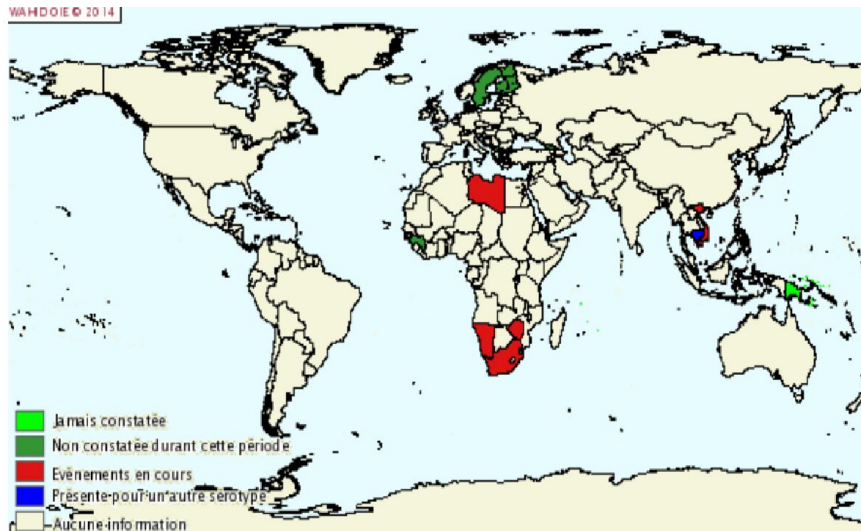 WAHID OIE © 2014
Jamais constatée
Non constatée durant cette période
Evénements en cours
Présente pour un autre sérotype
Aucune information